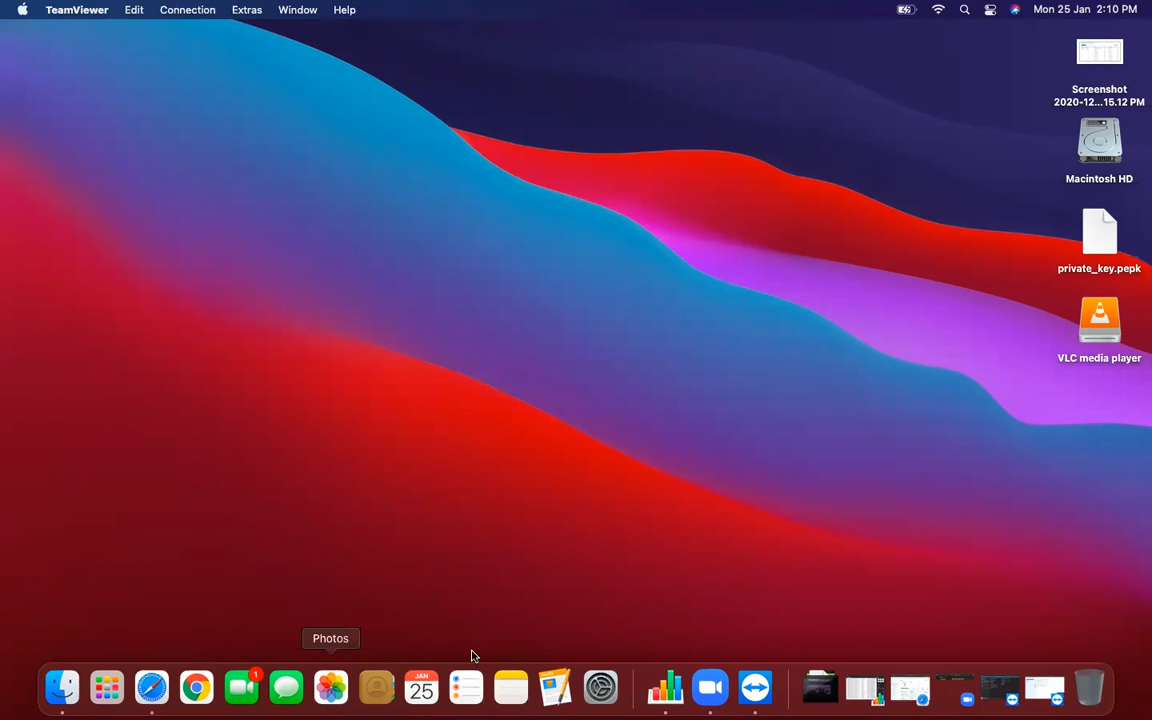 TeamViewer Edit Connection Extras Window Help Mon 25 Jan 2:10 PM
Screenshot
2020-12...15.12 PM
Macintosh HD
private_key.pepk
VLC media player
Photos
1
JAN
25